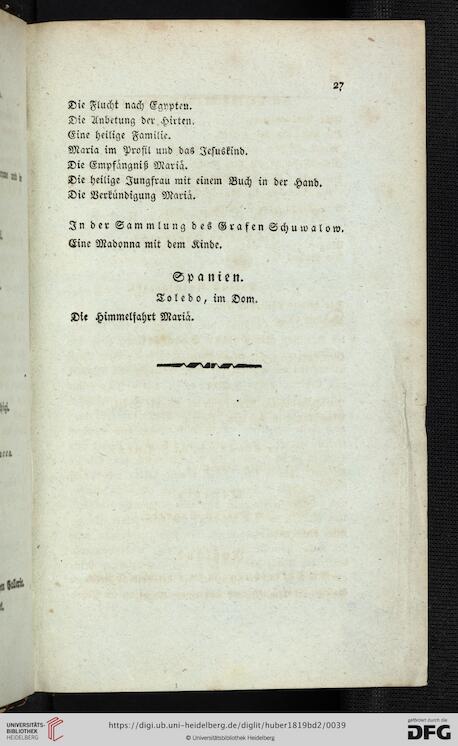 27
Die Flucht nach Egypten.
Die Anbetung der Hirten.
Eine heilige Familie.
Maria im Profil und das Jesuskind.
Die Empfängniß Mariä.
Die heilige Jungfrau mit einem Buch in der Hand.
Die Verkündigung Mariä.
In der Sammlung des Grafen Schuwalow.
Eine Madonna mit dem Kinde.
Spanien.
Toledo, im Dom.
Die Himmelfahrt Mariä.
UNIVERSITÄTS-
BIBLIOTHEK
HEIDELBERG
https://digi.ub.uni-heidelberg.de/diglit/huber1819bd2/0039
© Universitätsbibliothek Heidelberg
gefördert durch die
DFG